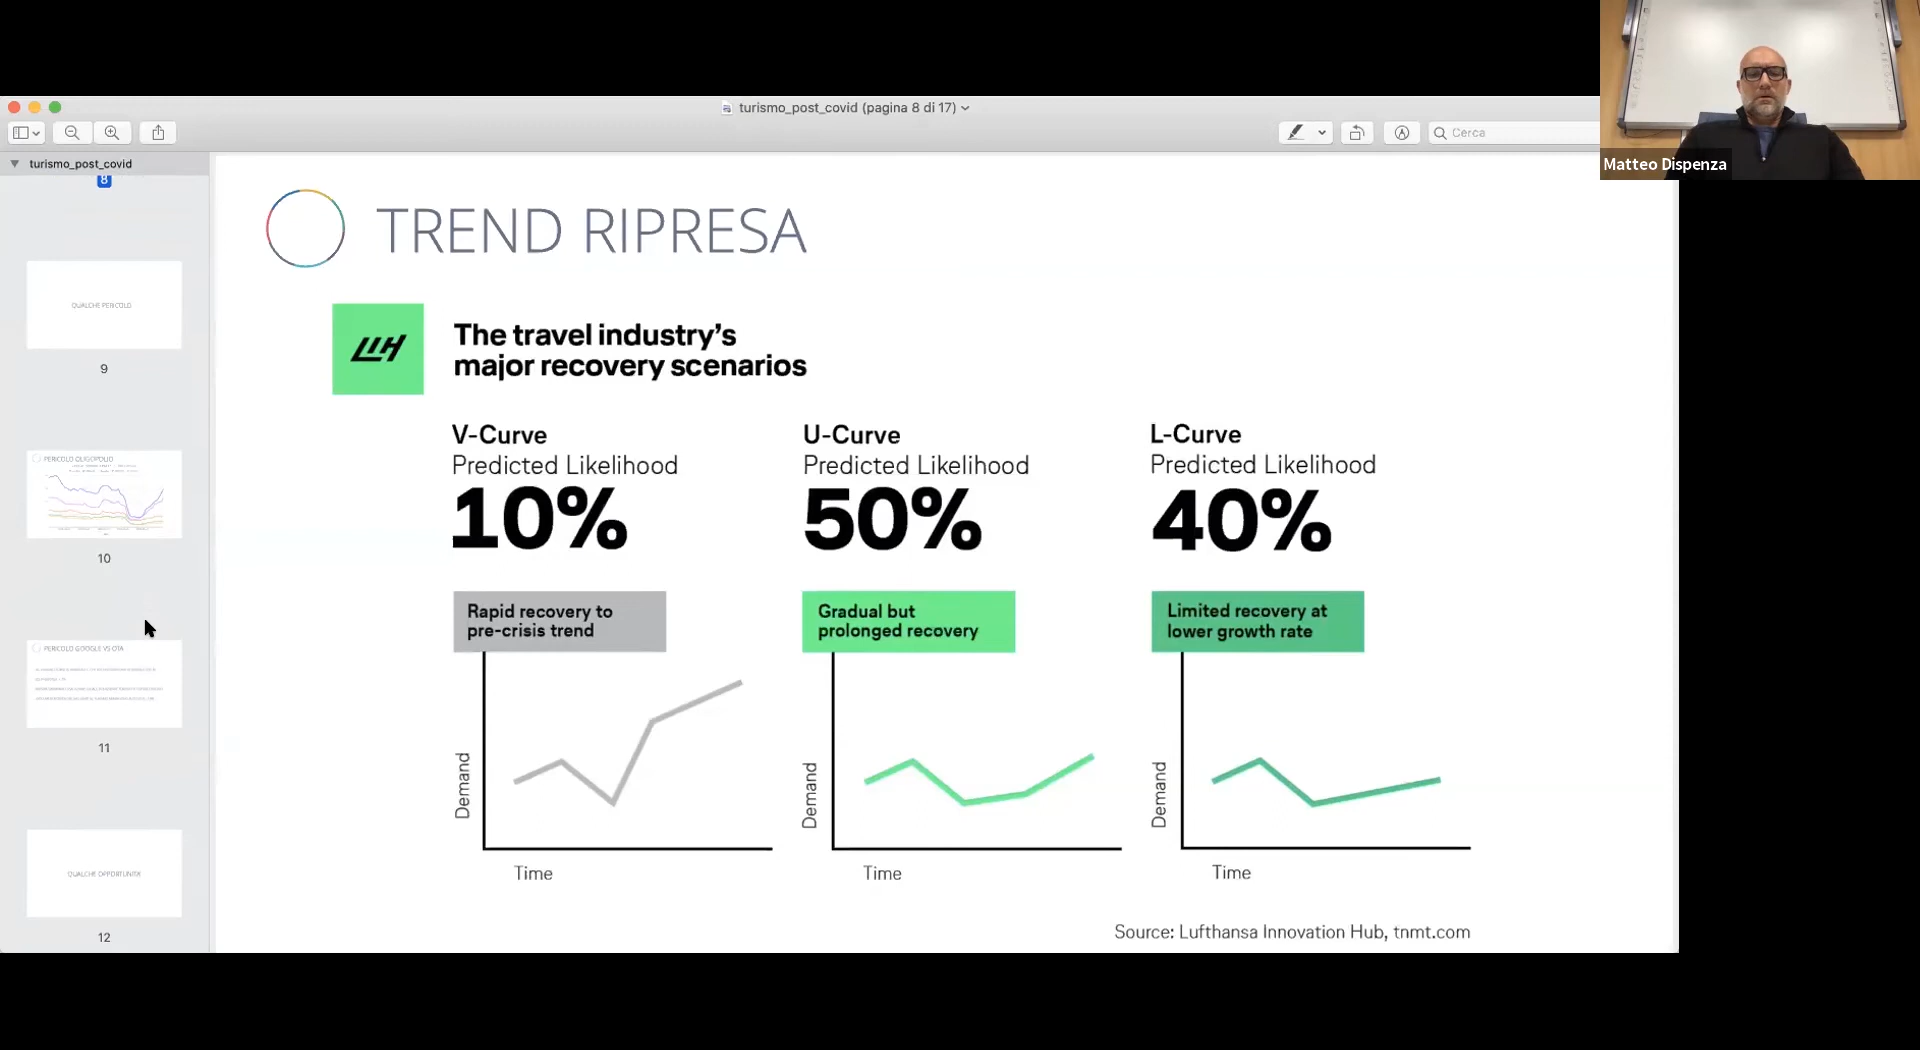 turismo_post_covid (pagina 8 di 17)
Cerca
Matteo Dispenza
turismo_post_covid
8
QUALCHE PERICOLO
9
PERICOLO OLIGOPOLIO
10
PERICOLO GOOGLE VS OTA
11
QUALCHE OPPORTUNITA'
12
TREND RIPRESA
LIH
The travel industry's
major recovery scenarios
V-Curve
Predicted Likelihood
10%
Rapid recovery to
pre-crisis trend
Demand
Time
U-Curve
Predicted Likelihood
50%
Gradual but
prolonged recovery
Demand
Time
L-Curve
Predicted Likelihood
40%
Limited recovery at
lower growth rate
Demand
Time
Source: Lufthansa Innovation Hub, tnmt.com